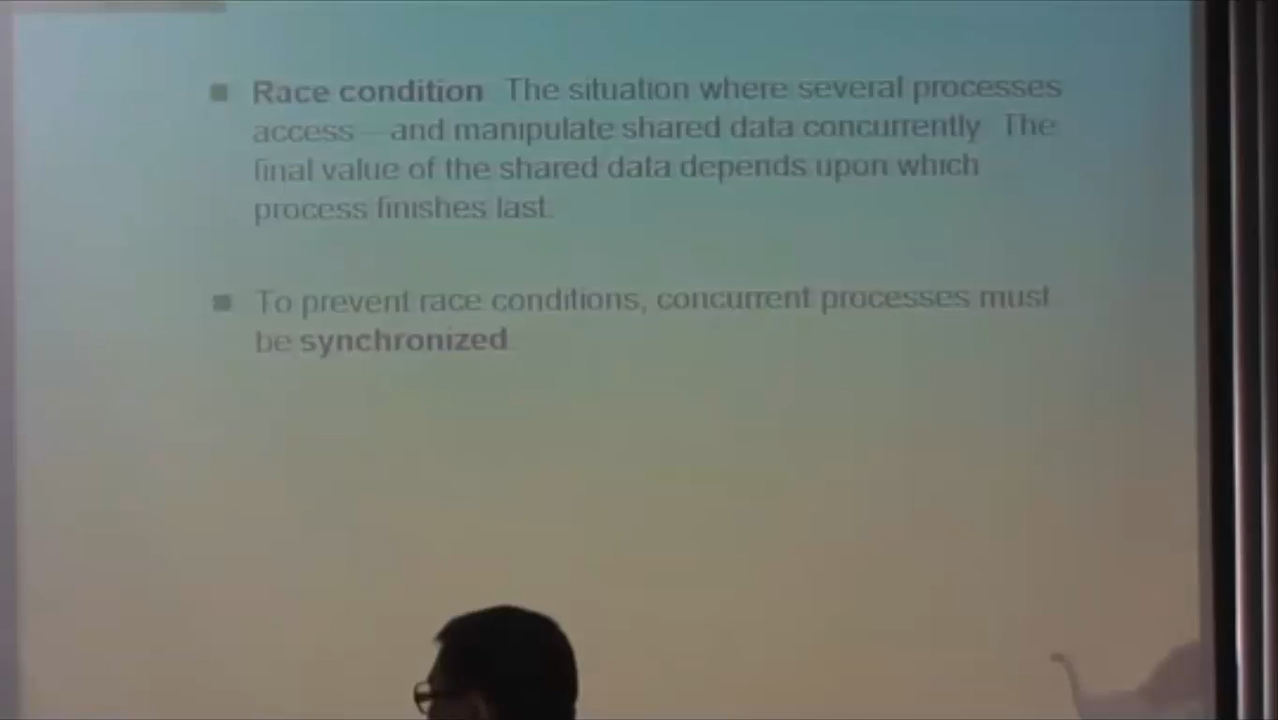 Race condition: The situation where several processes
access – and manipulate shared data concurrently. The
final value of the shared data depends upon which
process finishes last.
To prevent race conditions, concurrent processes must
be synchronized.